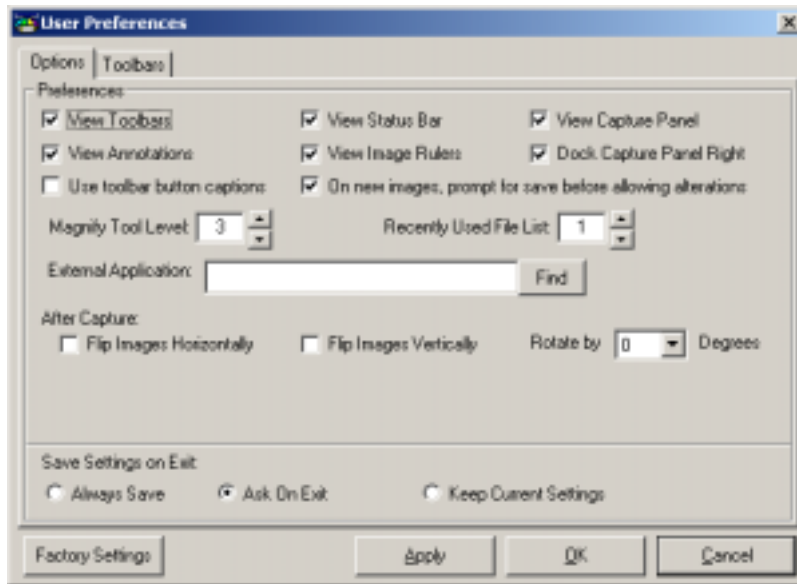 User Preferences
Options Toolbars
Preferences
View Toolbars View Status Bar View Capture Panel
View Annotations View Image Rulers Dock Capture Panel Right
Use toolbar button captions On new images, prompt for save before allowing alterations
Magnify Tool Level: 3 Recently Used File List: 1
External Application: Find
After Capture:
Flip Images Horizontally Flip Images Vertically Rotate by 0 Degrees
Save Settings on Exit:
Always Save Ask On Exit Keep Current Settings
Factory Settings Apply OK Cancel